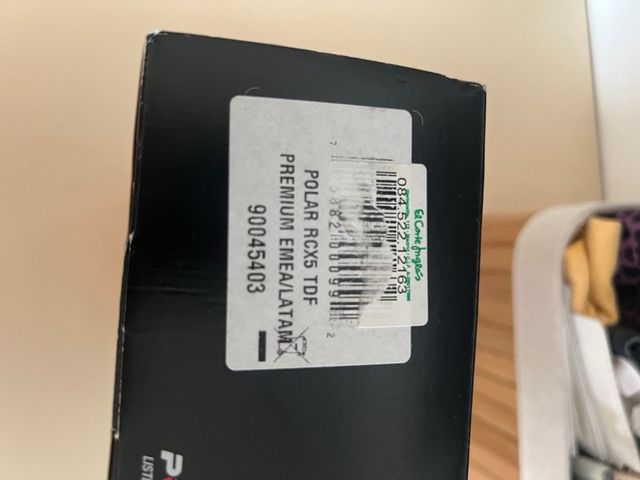 El Corte Inglés
084.522.12163
POLAR RCX5 TDF
PREMIUM EMEA/LATAM
90045403